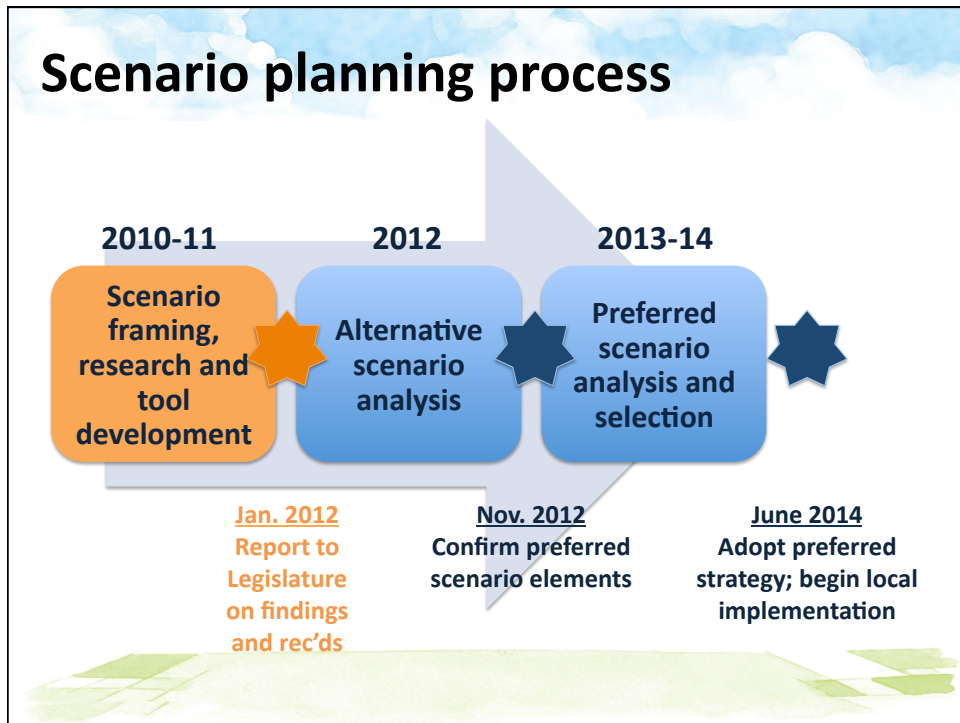 Scenario planning process
2010-11
Scenario
framing,
research and
tool
development
2012
Alternative
scenario
analysis
2013-14
Preferred
scenario
analysis and
selection
Jan. 2012
Report to
Legislature
on findings
and rec’ds
Nov. 2012
Confirm preferred
scenario elements
June 2014
Adopt preferred
strategy; begin local
implementation